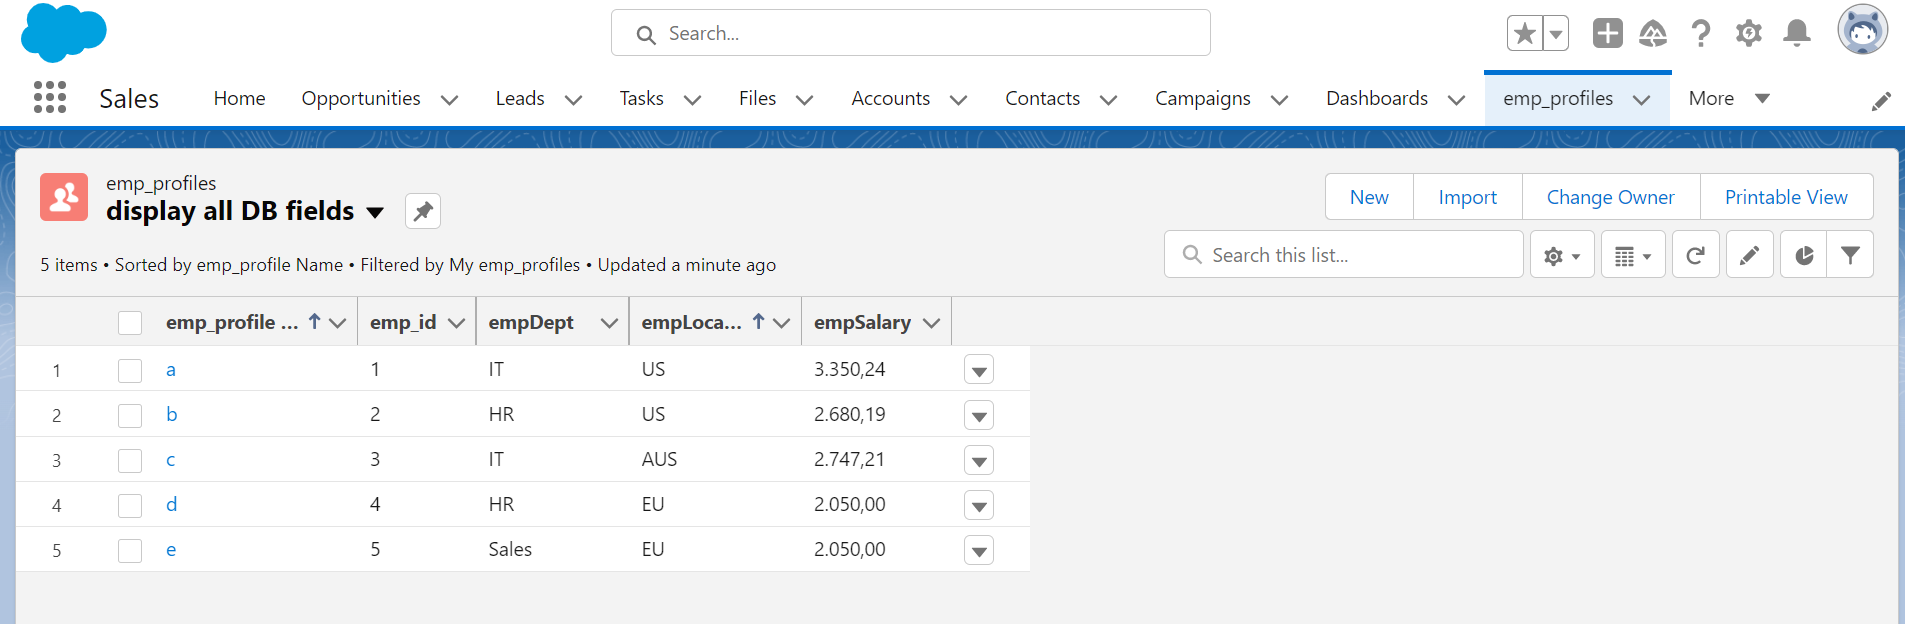 Search...
Sales Home Opportunities Leads Tasks Files Accounts Contacts Campaigns Dashboards emp_profiles More
emp_profiles
display all DB fields
New Import Change Owner Printable View
5 items • Sorted by emp_profile Name • Filtered by My emp_profiles • Updated a minute ago
Search this list...
emp_profile ... emp_id empDept empLoca... empSalary
1 a 1 IT US 3.350,24
2 b 2 HR US 2.680,19
3 c 3 IT AUS 2.747,21
4 d 4 HR EU 2.050,00
5 e 5 Sales EU 2.050,00